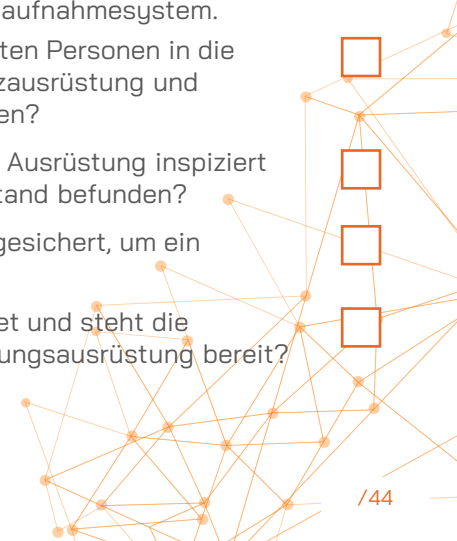 aufnahmesystem.
ten Personen in die
zausrüstung und
en?
Ausrüstung inspiziert
tand befunden?
gesichert, um ein
et und steht die
ungsausrüstung bereit?
/44